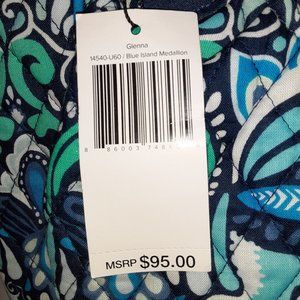 Glenna
14540-U60 / Blue Island Medallion
MSRP $95.00